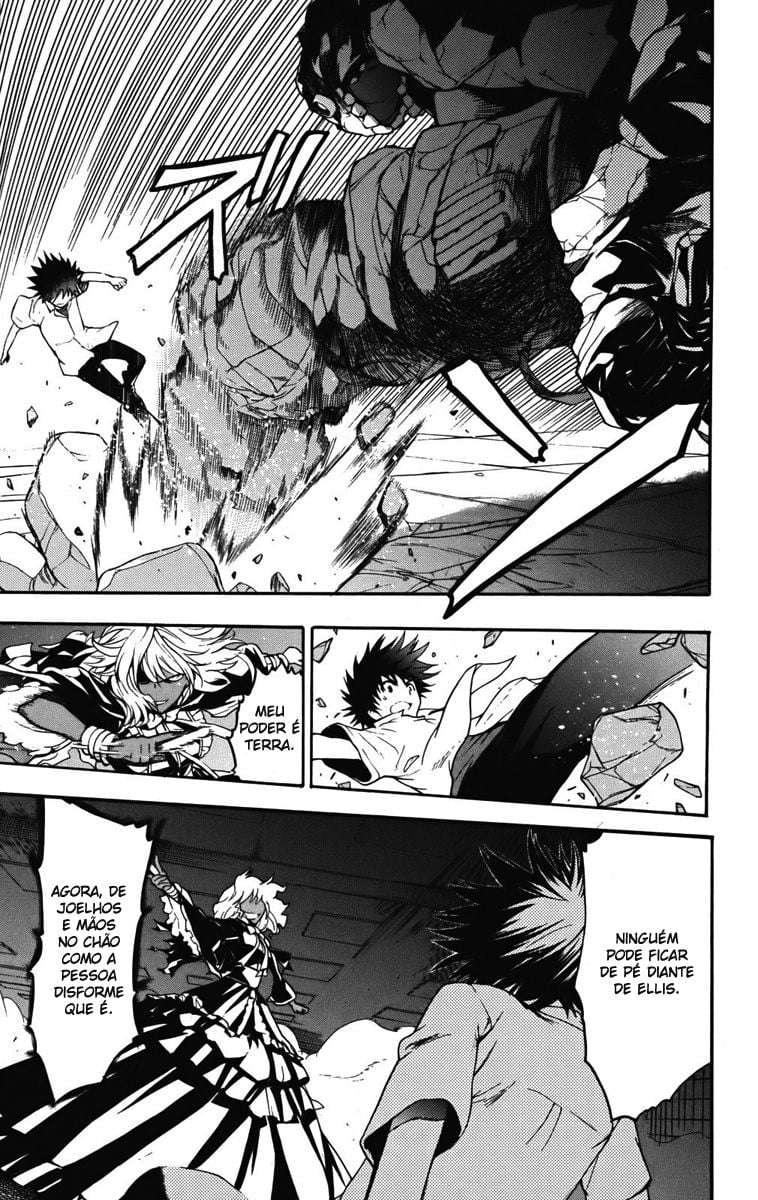 ズン
MEU
PODER É
TERRA.
NINGUÉM
PODE FICAR
DE PÉ DIANTE
DE ELLIS.
AGORA, DE
JOELHOS
E MÃOS
NO CHÃO
COMO A
PESSOA
DISFORME
QUE É.